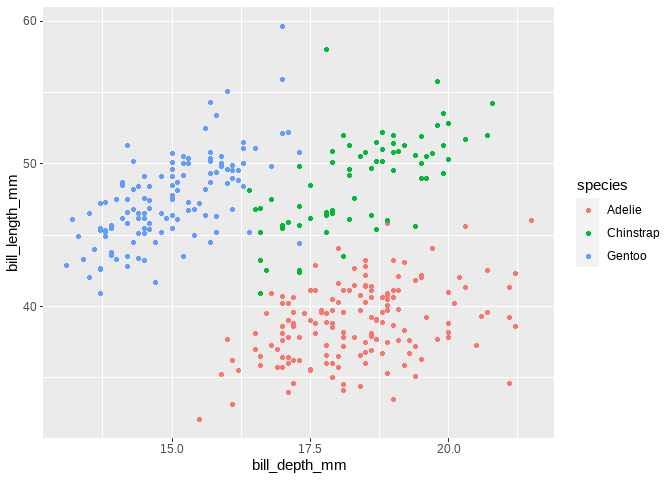 60
50
40
bill_length_mm
15.0
17.5
20.0
bill_depth_mm
species
Adelie
Chinstrap
Gentoo